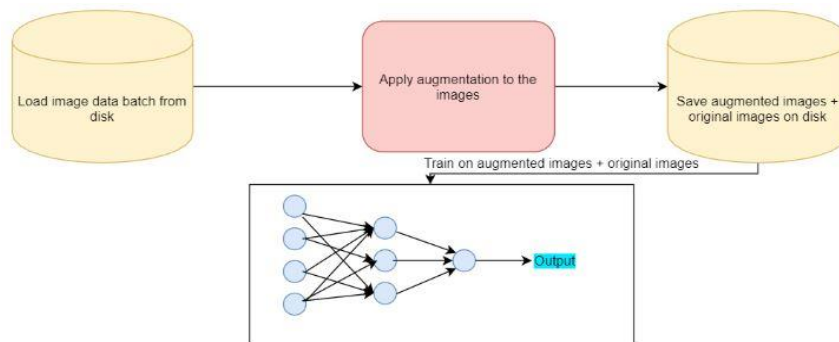 Load image data batch from
disk
Apply augmentation to the
images
Save augmented images +
original images on disk
Train on augmented images + original images
Output